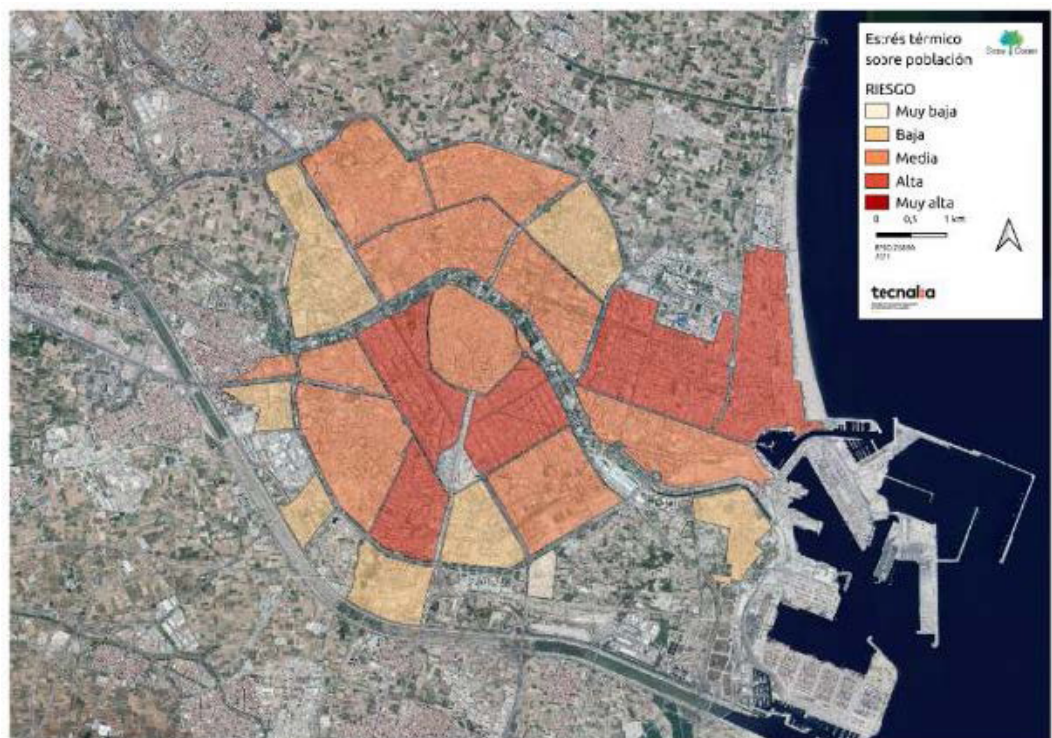 Estrés térmico
sobre población
RIESGO
Muy baja
Baja
Media
Alta
Muy alta
0 0,5 1 km
tecnalia